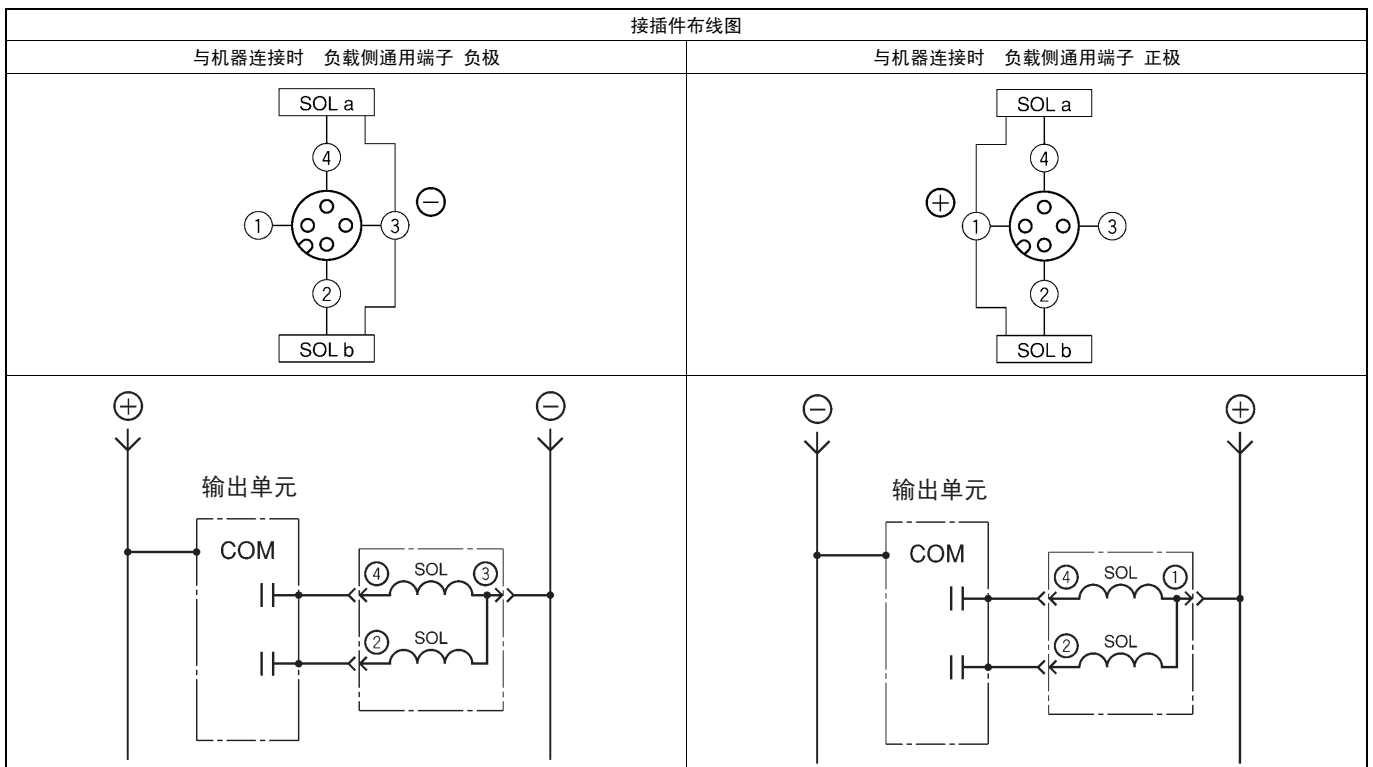 接插件布线图
与机器连接时 负载侧通用端子 负极
与机器连接时 负载侧通用端子 正极
SOL a
④
①
③
⊖
②
SOL b
SOL a
④
⊕
①
③
②
SOL b
⊕
⊖
输出单元
COM
④ SOL ③
② SOL
⊖
⊕
输出单元
COM
④ SOL ①
② SOL